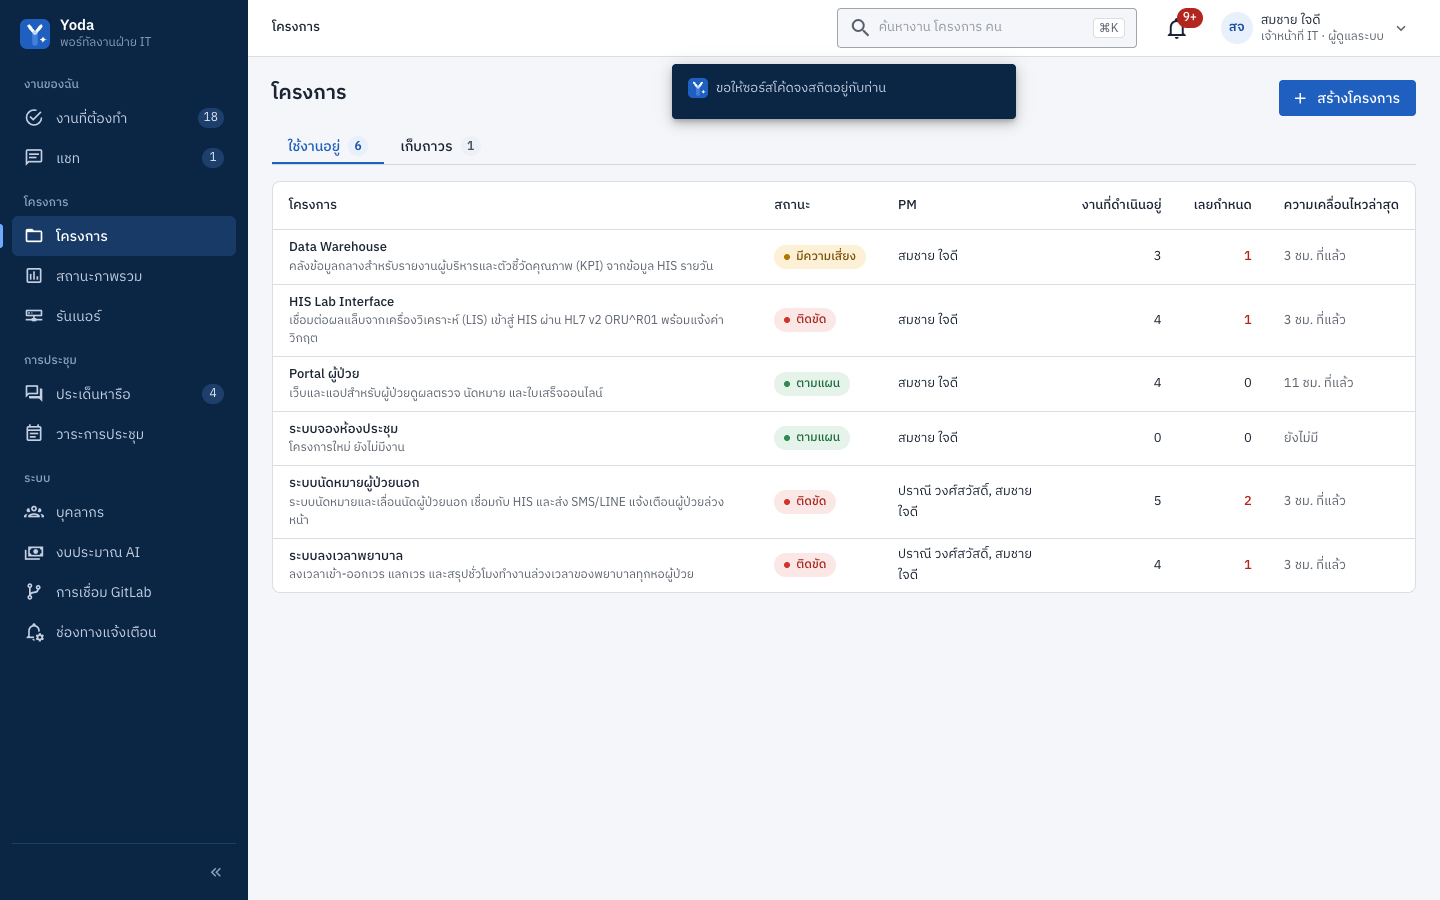 Yoda
พอร์ทัลงานฝ่าย IT
งานของฉัน
งานที่ต้องทำ 18
แชท 1
โครงการ
โครงการ
สถานะภาพรวม
รันเนอร์
การประชุม
ประเด็นหารือ 4
วาระการประชุม
ระบบ
บุคลากร
งบประมาณ AI
การเชื่อม GitLab
ช่องทางแจ้งเตือน
โครงการ
ค้นหางาน โครงการ คน ⌘K
9+
สจ
สมชาย ใจดี
เจ้าหน้าที่ IT · ผู้ดูแลระบบ
โครงการ
ขอให้ซอร์สโค้ดจงสถิตอยู่กับท่าน
+ สร้างโครงการ
ใช้งานอยู่ 6 เก็บถาวร 1
โครงการ สถานะ PM งานที่ดำเนินอยู่ เลยกำหนด ความเคลื่อนไหวล่าสุด
Data Warehouse
คลังข้อมูลกลางสำหรับรายงานผู้บริหารและตัวชี้วัดคุณภาพ (KPI) จากข้อมูล HIS รายวัน
มีความเสี่ยง สมชาย ใจดี 3 1 3 ชม. ที่แล้ว
HIS Lab Interface
เชื่อมต่อผลแล็บจากเครื่องวิเคราะห์ (LIS) เข้าสู่ HIS ผ่าน HL7 v2 ORU^R01 พร้อมแจ้งค่า
วิกฤต
ติดขัด สมชาย ใจดี 4 1 3 ชม. ที่แล้ว
Portal ผู้ป่วย
เว็บและแอปสำหรับผู้ป่วยดูผลตรวจ นัดหมาย และใบเสร็จออนไลน์
ตามแผน สมชาย ใจดี 4 0 11 ชม. ที่แล้ว
ระบบจองห้องประชุม
โครงการใหม่ ยังไม่มีงาน
ตามแผน สมชาย ใจดี 0 0 ยังไม่มี
ระบบนัดหมายผู้ป่วยนอก
ระบบนัดหมายและเลื่อนนัดผู้ป่วยนอก เชื่อมกับ HIS และส่ง SMS/LINE แจ้งเตือนผู้ป่วยล่วง
หน้า
ติดขัด
ปราณี วงศ์สวัสดิ์, สมชาย
ใจดี
5 2 3 ชม. ที่แล้ว
ระบบลงเวลาพยาบาล
ลงเวลาเข้า-ออกเวร แลกเวร และสรุปชั่วโมงทำงานล่วงเวลาของพยาบาลทุกหอผู้ป่วย
ติดขัด
ปราณี วงศ์สวัสดิ์, สมชาย
ใจดี
4 1 3 ชม. ที่แล้ว